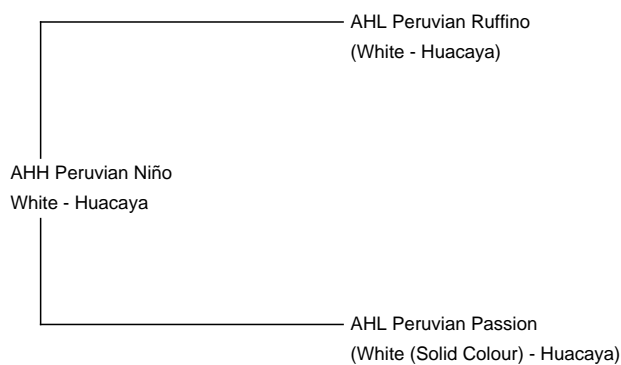 AHL Peruvian Ruffino
(White - Huacaya)
AHH Peruvian Niño
White - Huacaya
AHL Peruvian Passion
(White (Solid Colour) - Huacaya)